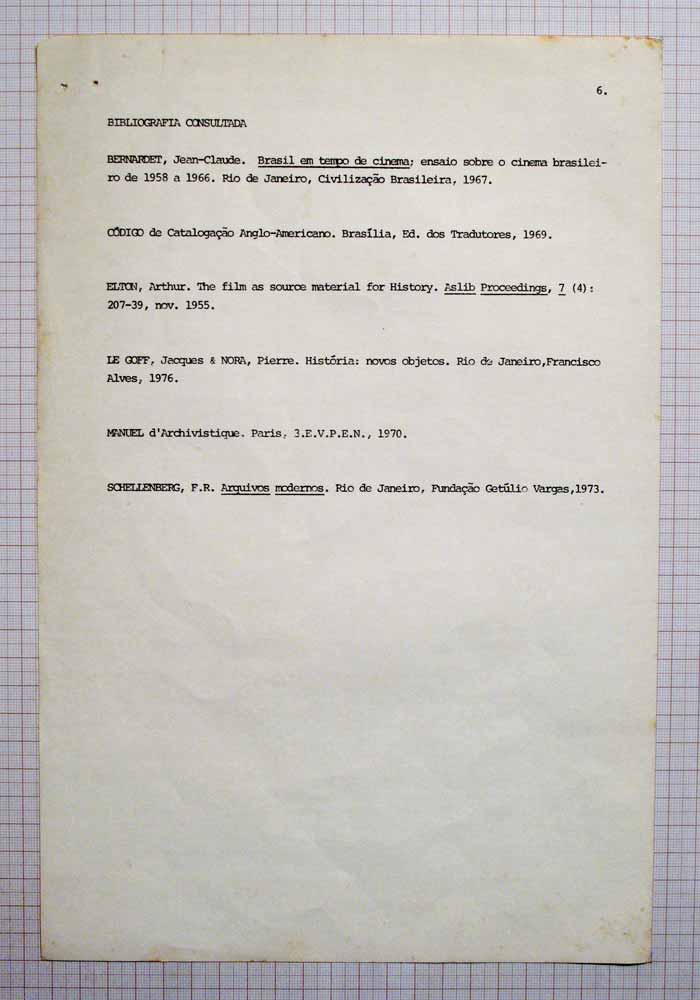 6.
BIBLIOGRAFIA CONSULTADA
BERNARDET, Jean-Claude. Brasil em tempo de cinema; ensaio sobre o cinema brasilei-
ro de 1958 a 1966. Rio de Janeiro, Civilização Brasileira, 1967.
CÓDIGO de Catalogação Anglo-Americano. Brasília, Ed. dos Tradutores, 1969.
ELTON, Arthur. The film as source material for History. Aslib Proceedings, 7 (4):
207-39, nov. 1955.
LE GOFF, Jacques & NORA, Pierre. História: novos objetos. Rio de Janeiro,Francisco
Alves, 1976.
MANUEL d'Archivistique. Paris, 3.E.V.P.E.N., 1970.
SCHELLENBERG, F.R. Arquivos modernos. Rio de Janeiro, Fundação Getúlio Vargas,1973.